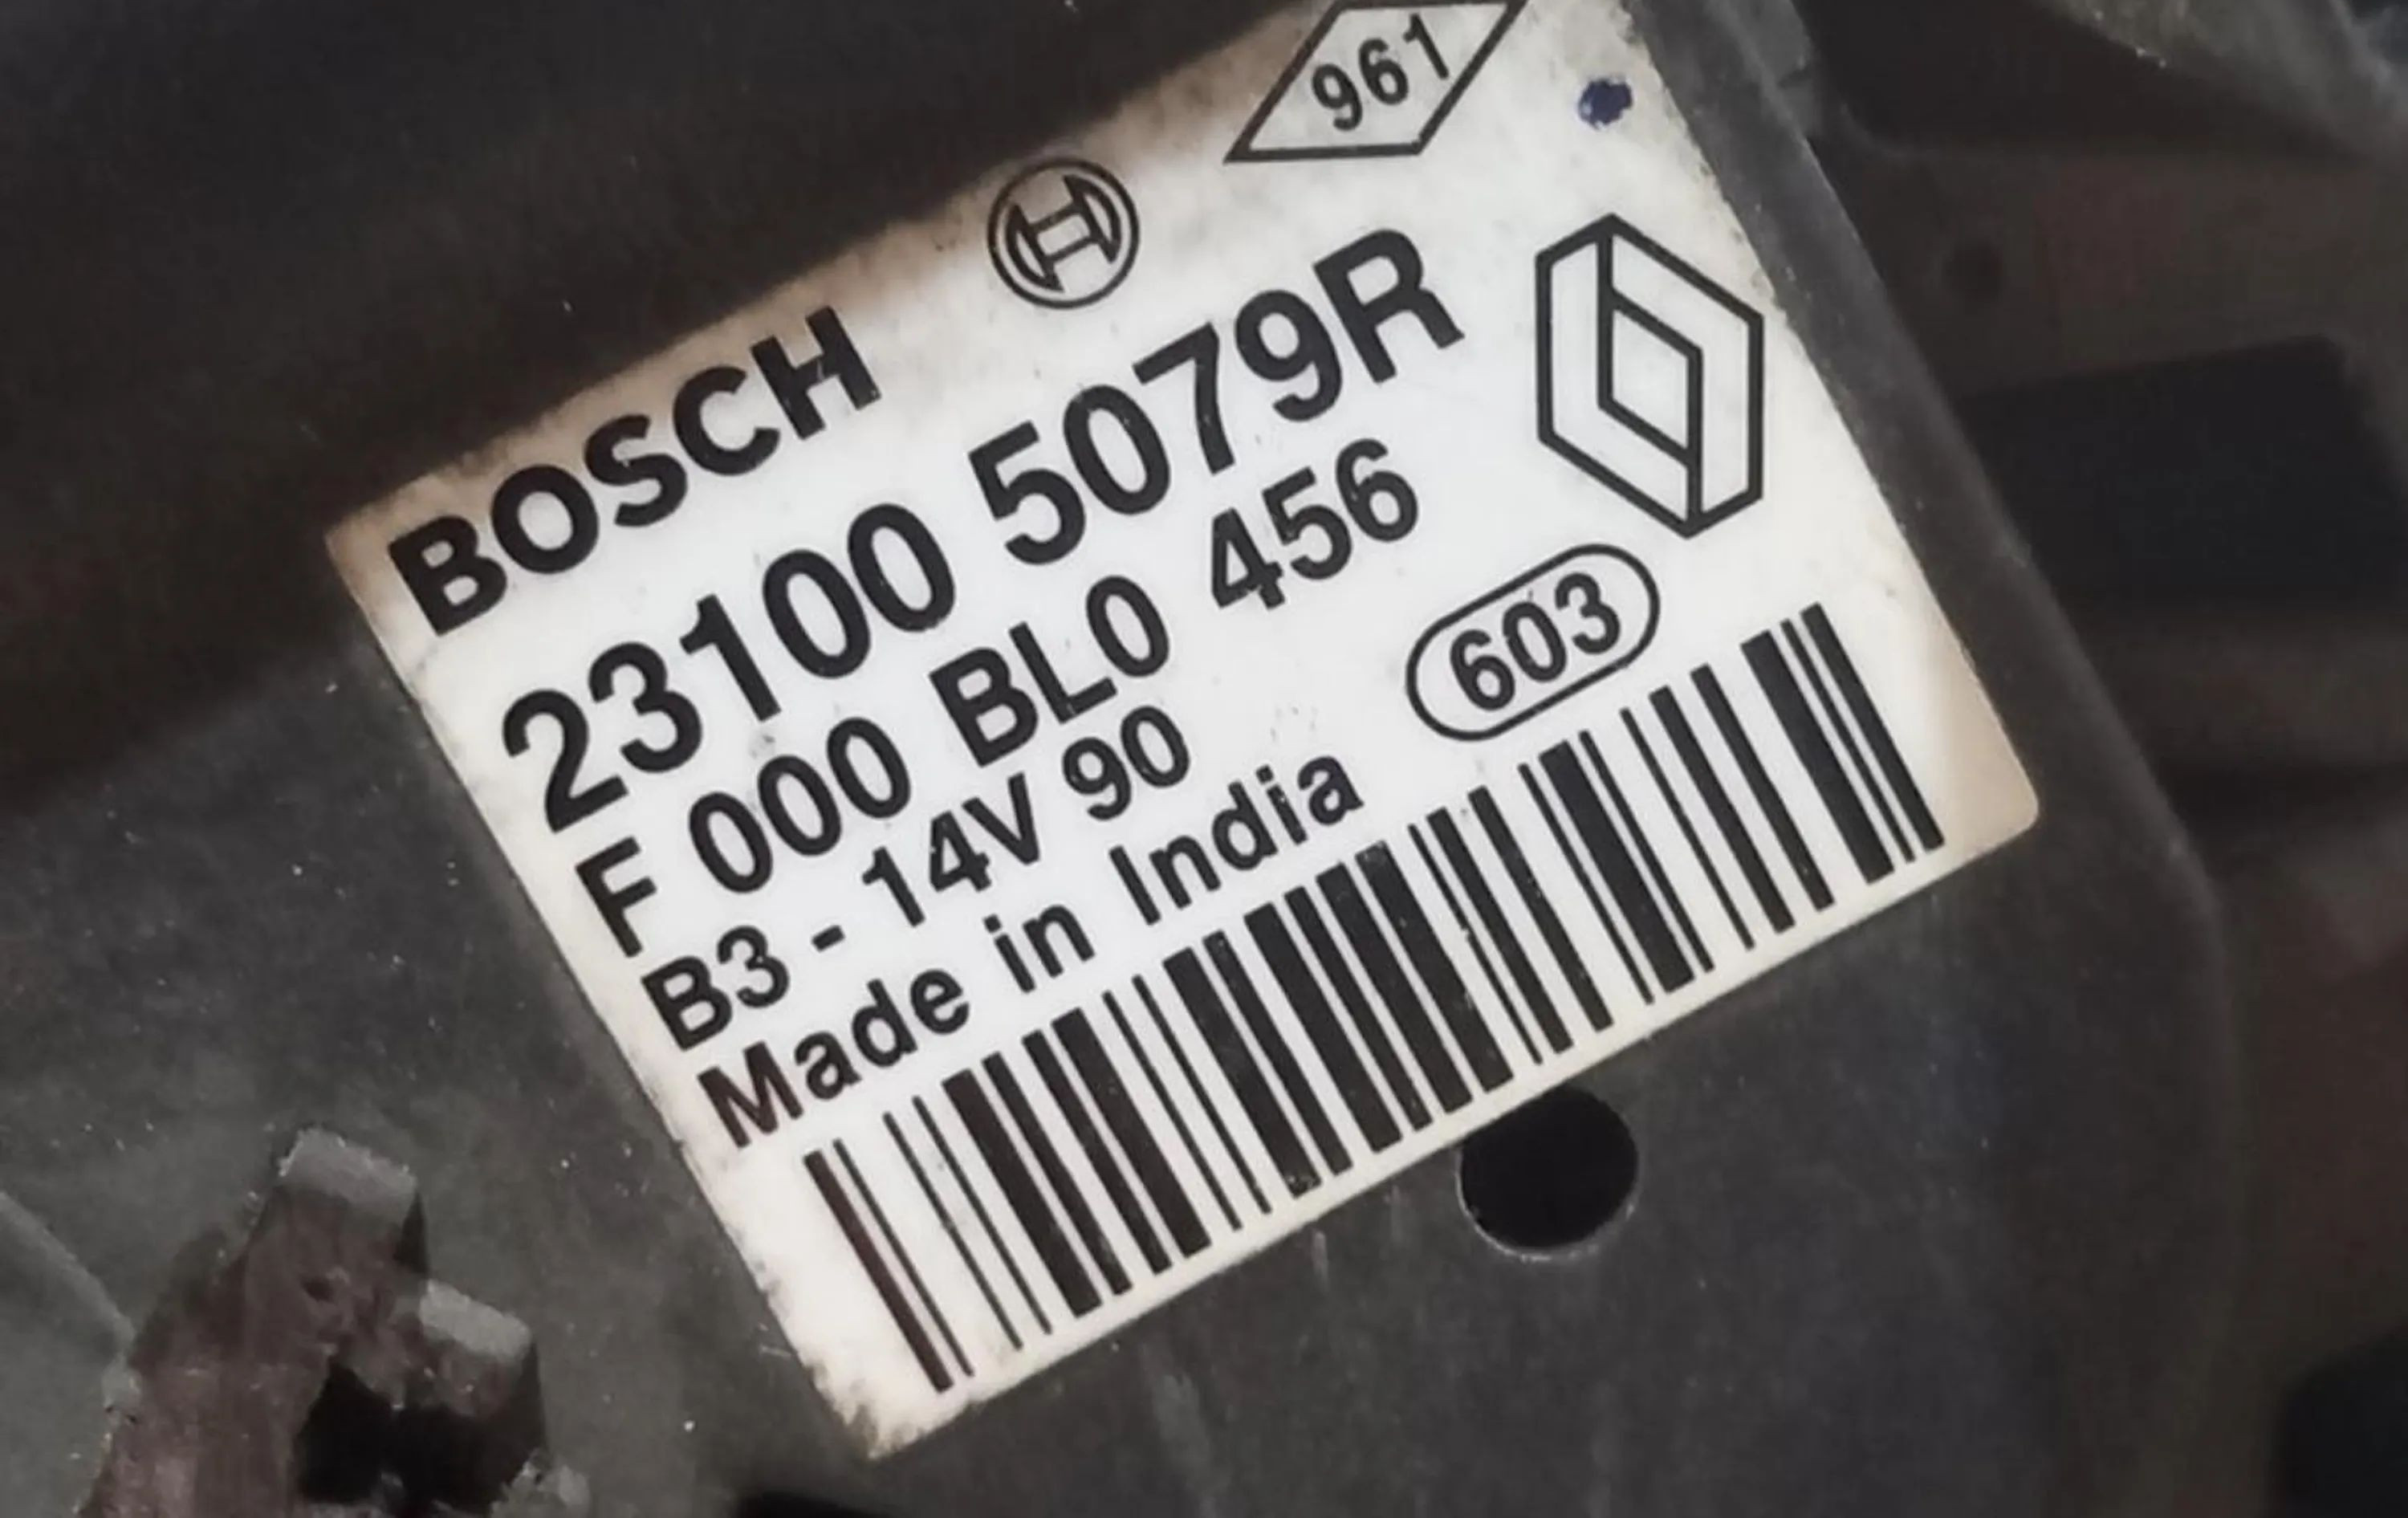 961
BOSCH
23100 5079R
F 000 BL0 456
B3 - 14V 90
603
Made in India